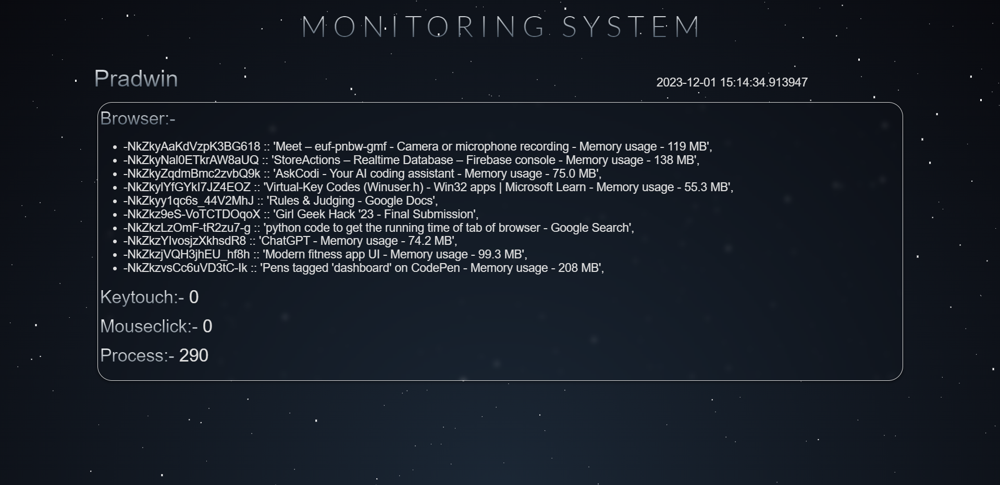 MONITORING SYSTEM
Pradwin
2023-12-01 15:14:34.913947
Browser:-
-NkZkyAaKdVzpK3BG618 :: 'Meet – euf-pnbw-gmf - Camera or microphone recording - Memory usage - 119 MB',
-NkZkyNal0ETkrAW8aUQ :: 'StoreActions – Realtime Database – Firebase console - Memory usage - 138 MB',
-NkZkyZqdmBmc2zvbQ9k :: 'AskCodi - Your AI coding assistant - Memory usage - 75.0 MB',
-NkZkylYfGYkI7JZ4EOZ :: 'Virtual-Key Codes (Winuser.h) - Win32 apps | Microsoft Learn - Memory usage - 55.3 MB',
-NkZkyy1qc6s_44V2MhJ :: 'Rules & Judging - Google Docs',
-NkZkz9eS-VoTCTDOqoX :: 'Girl Geek Hack '23 - Final Submission',
-NkZkzLzOmF-tR2zu7-g :: 'python code to get the running time of tab of browser - Google Search',
-NkZkzYIvosjzXkhsdR8 :: 'ChatGPT - Memory usage - 74.2 MB',
-NkZkzjVQH3jhEU_hf8h :: 'Modern fitness app UI - Memory usage - 99.3 MB',
-NkZkzvsCc6uVD3tC-Ik :: 'Pens tagged 'dashboard' on CodePen - Memory usage - 208 MB',
Keytouch:- 0
Mouseclick:- 0
Process:- 290